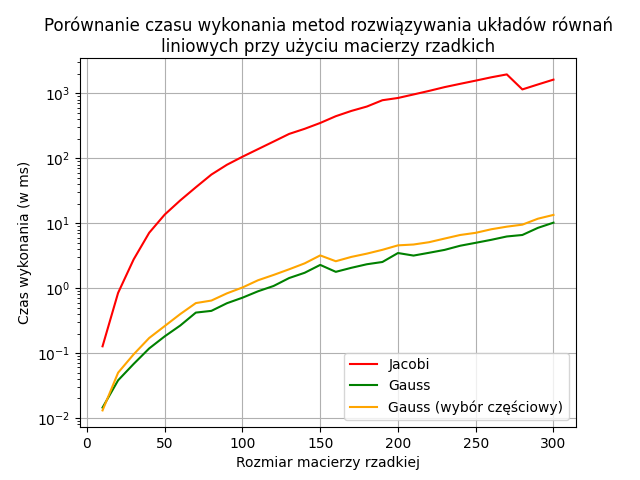 Porównanie czasu wykonania metod rozwiązywania układów równań
liniowych przy użyciu macierzy rzadkich
Czas wykonania (w ms)
10³
10²
10¹
10⁰
10⁻¹
10⁻²
Jacobi
Gauss
Gauss (wybór częściowy)
0 50 100 150 200 250 300
Rozmiar macierzy rzadkiej